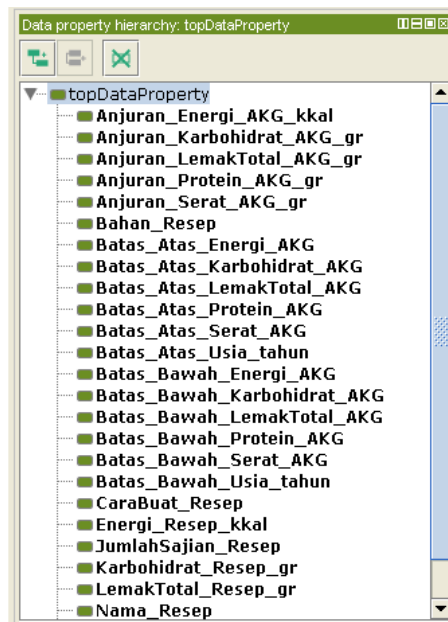 Data property hierarchy: topDataProperty
topDataProperty
Anjuran_Energi_AKG_kkal
Anjuran_Karbohidrat_AKG_gr
Anjuran_LemakTotal_AKG_gr
Anjuran_Protein_AKG_gr
Anjuran_Serat_AKG_gr
Bahan_Resep
Batas_Atas_Energi_AKG
Batas_Atas_Karbohidrat_AKG
Batas_Atas_LemakTotal_AKG
Batas_Atas_Protein_AKG
Batas_Atas_Serat_AKG
Batas_Atas_Usia_tahun
Batas_Bawah_Energi_AKG
Batas_Bawah_Karbohidrat_AKG
Batas_Bawah_LemakTotal_AKG
Batas_Bawah_Protein_AKG
Batas_Bawah_Serat_AKG
Batas_Bawah_Usia_tahun
CaraBuat_Resep
Energi_Resep_kkal
JumlahSajian_Resep
Karbohidrat_Resep_gr
LemakTotal_Resep_gr
Nama_Resep